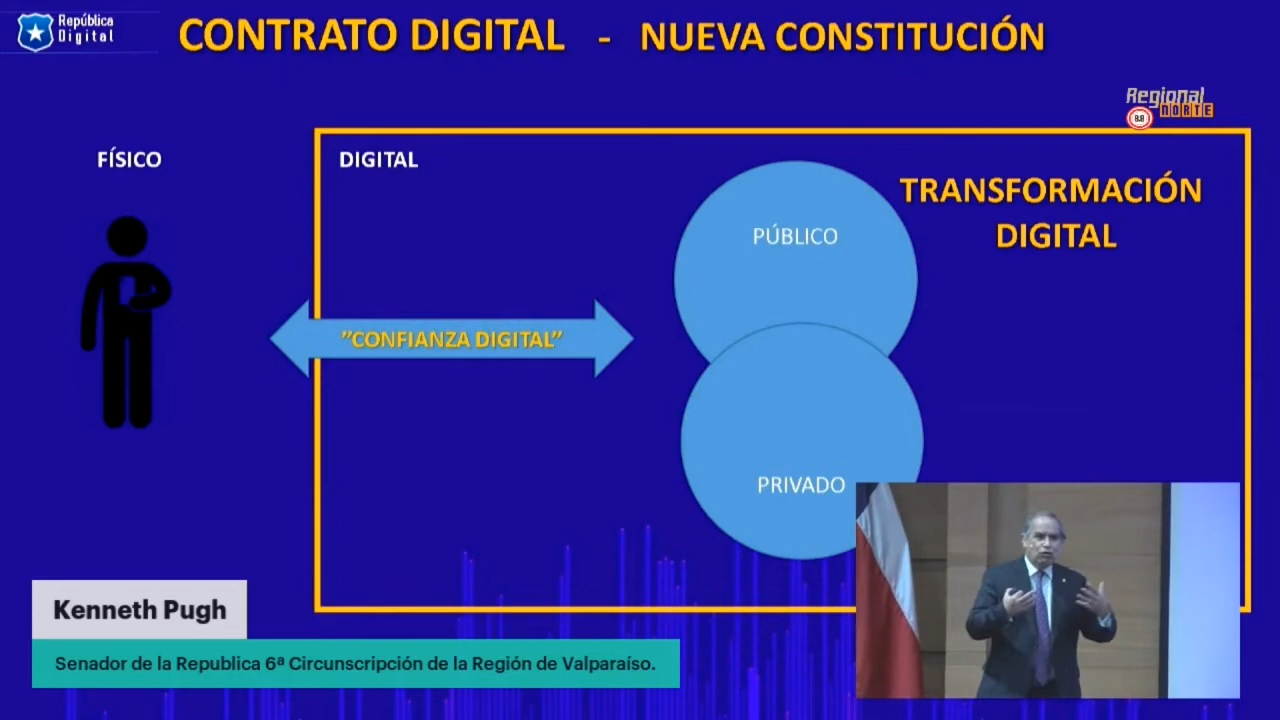 República
Digital
CONTRATO DIGITAL - NUEVA CONSTITUCIÓN
Regional
NORTE
88
FÍSICO
DIGITAL
TRANSFORMACIÓN
DIGITAL
PÚBLICO
”CONFIANZA DIGITAL”
PRIVADO
Kenneth Pugh
Senador de la Republica 6ª Circunscripción de la Región de Valparaíso.